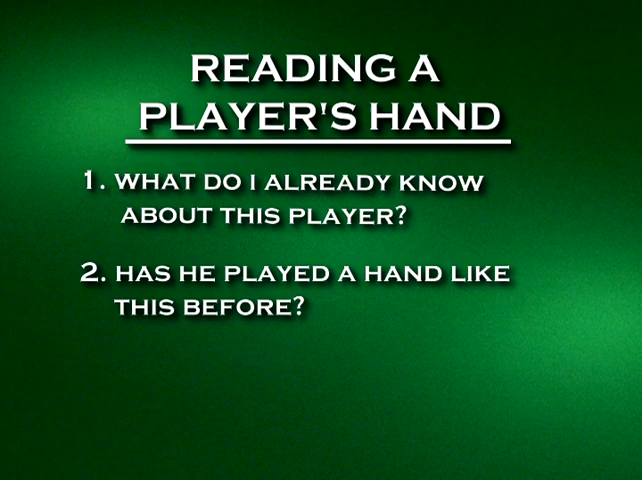 READING A
PLAYER'S HAND
1. WHAT DO I ALREADY KNOW
ABOUT THIS PLAYER?
2. HAS HE PLAYED A HAND LIKE
THIS BEFORE?